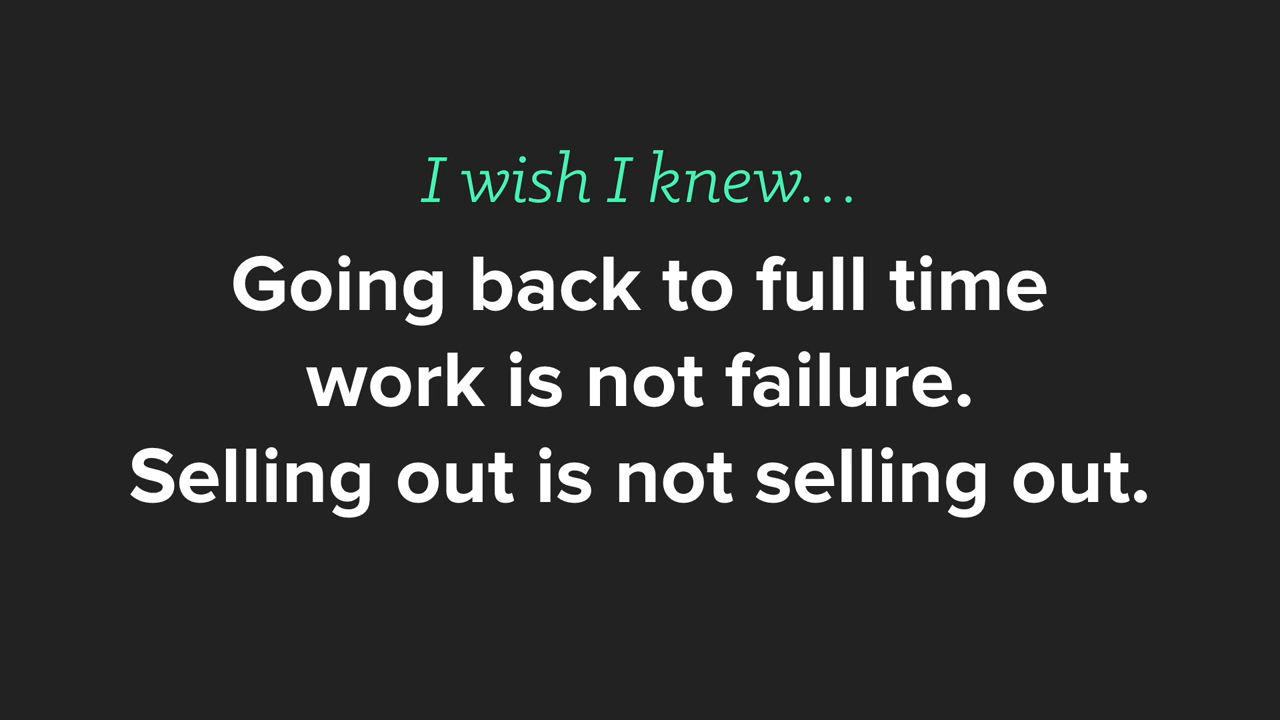 I wish I knew…
Going back to full time
work is not failure.
Selling out is not selling out.